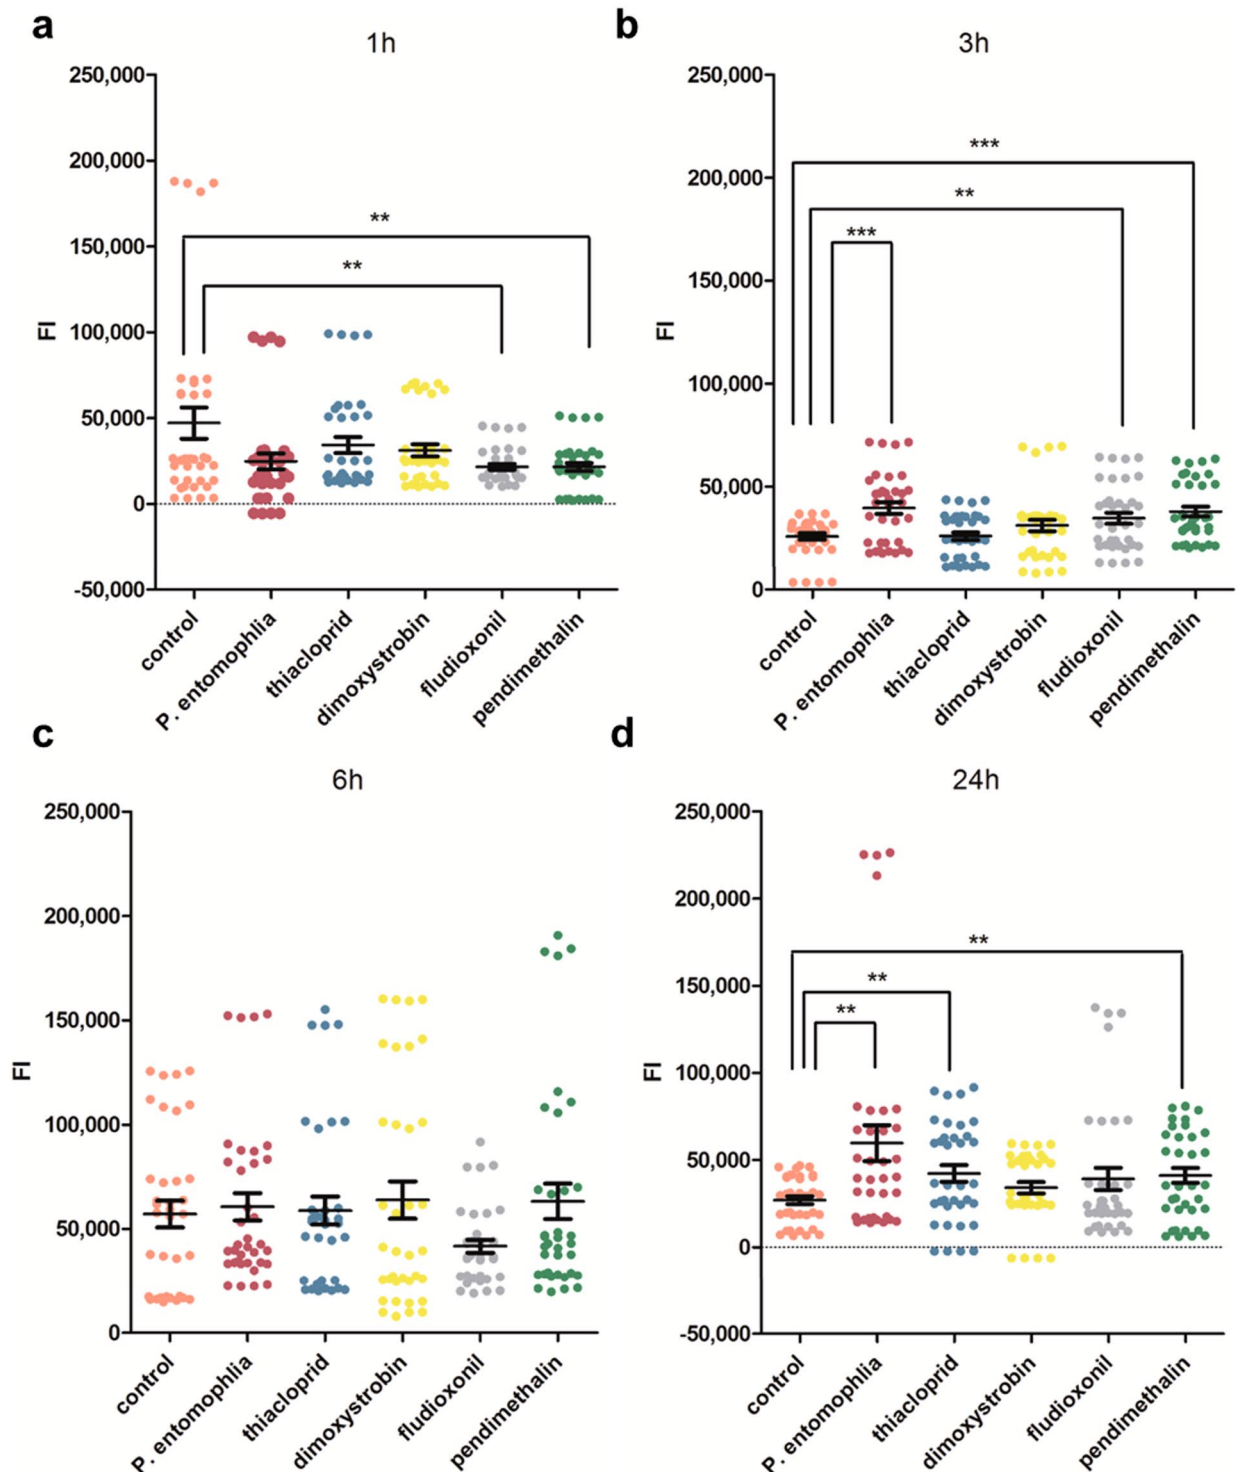 a
1h
250,000
200,000
150,000
100,000
50,000
0
-50,000
FI
**
**
control
P. entomophlia
thiacloprid
dimoxystrobin
fludioxonil
pendimethalin
b
3h
250,000
200,000
150,000
100,000
50,000
0
FI
***
**
***
control
P. entomophlia
thiacloprid
dimoxystrobin
fludioxonil
pendimethalin
c
6h
250,000
200,000
150,000
100,000
50,000
0
FI
control
P. entomophlia
thiacloprid
dimoxystrobin
fludioxonil
pendimethalin
d
24h
250,000
200,000
150,000
100,000
50,000
0
-50,000
FI
**
**
**
control
P. entomophlia
thiacloprid
dimoxystrobin
fludioxonil
pendimethalin